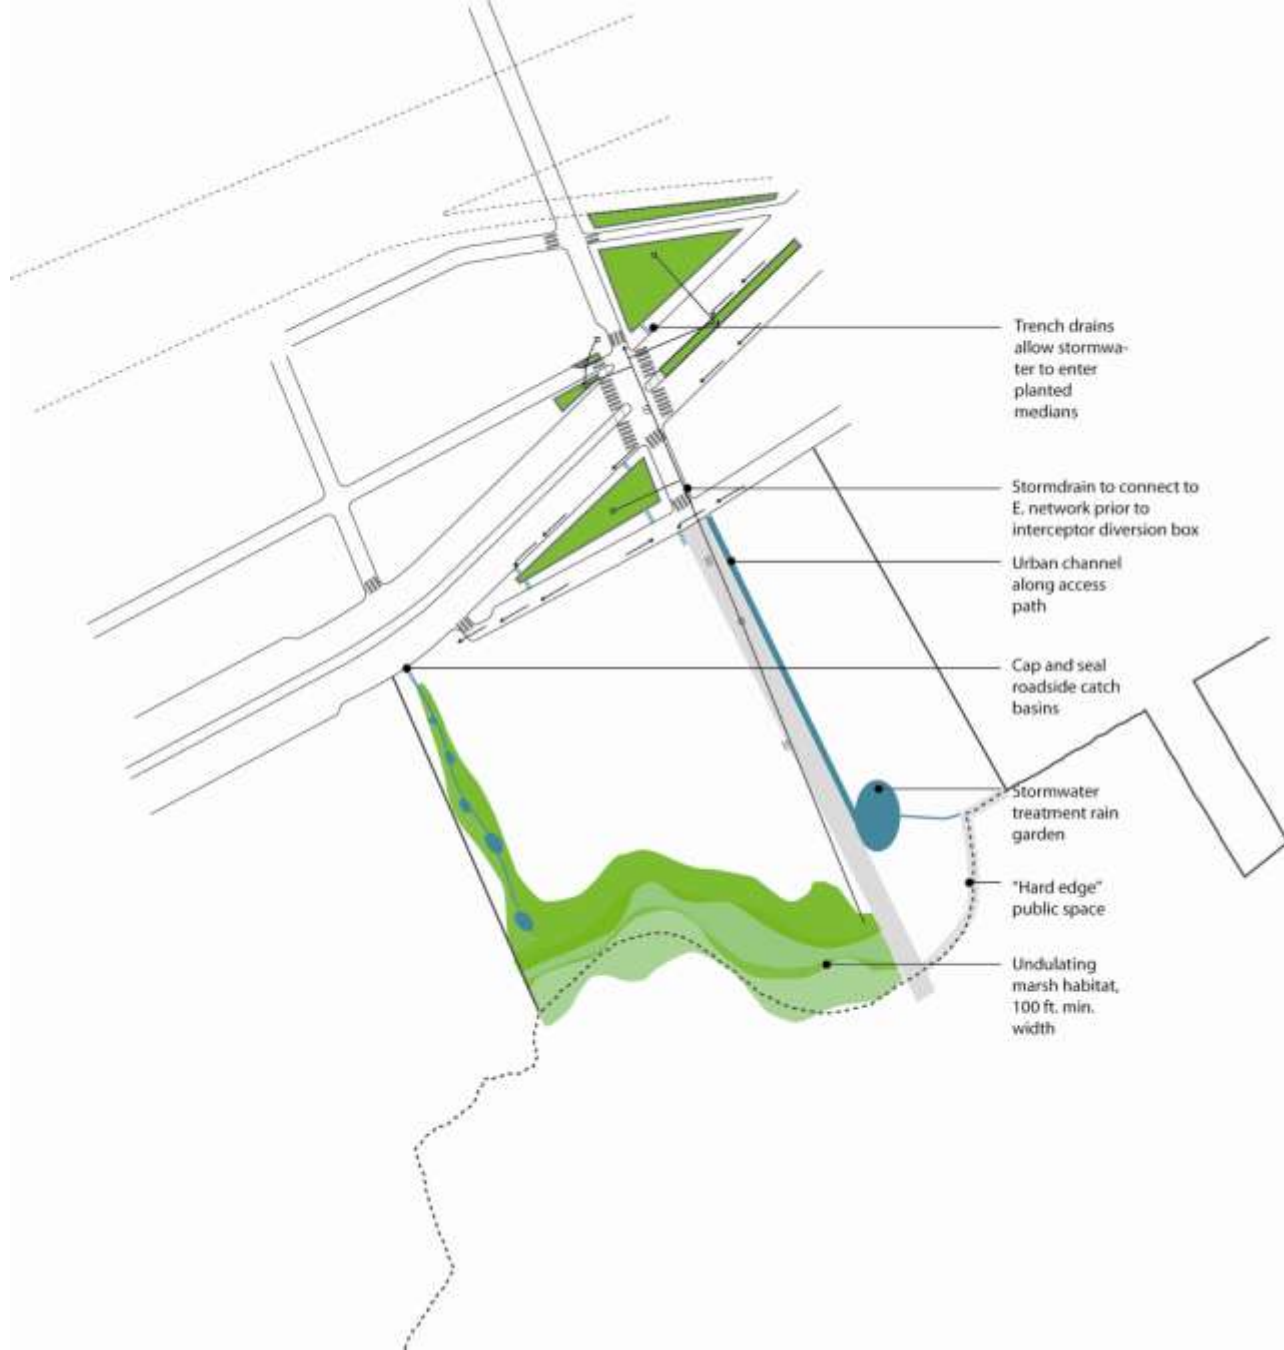 Trench drains
allow stormwa-
ter to enter
planted
medians
Stormdrain to connect to
E. network prior to
interceptor diversion box
Urban channel
along access
path
Cap and seal
roadside catch
basins
Stormwater
treatment rain
garden
"Hard edge"
public space
Undulating
marsh habitat,
100 ft. min.
width